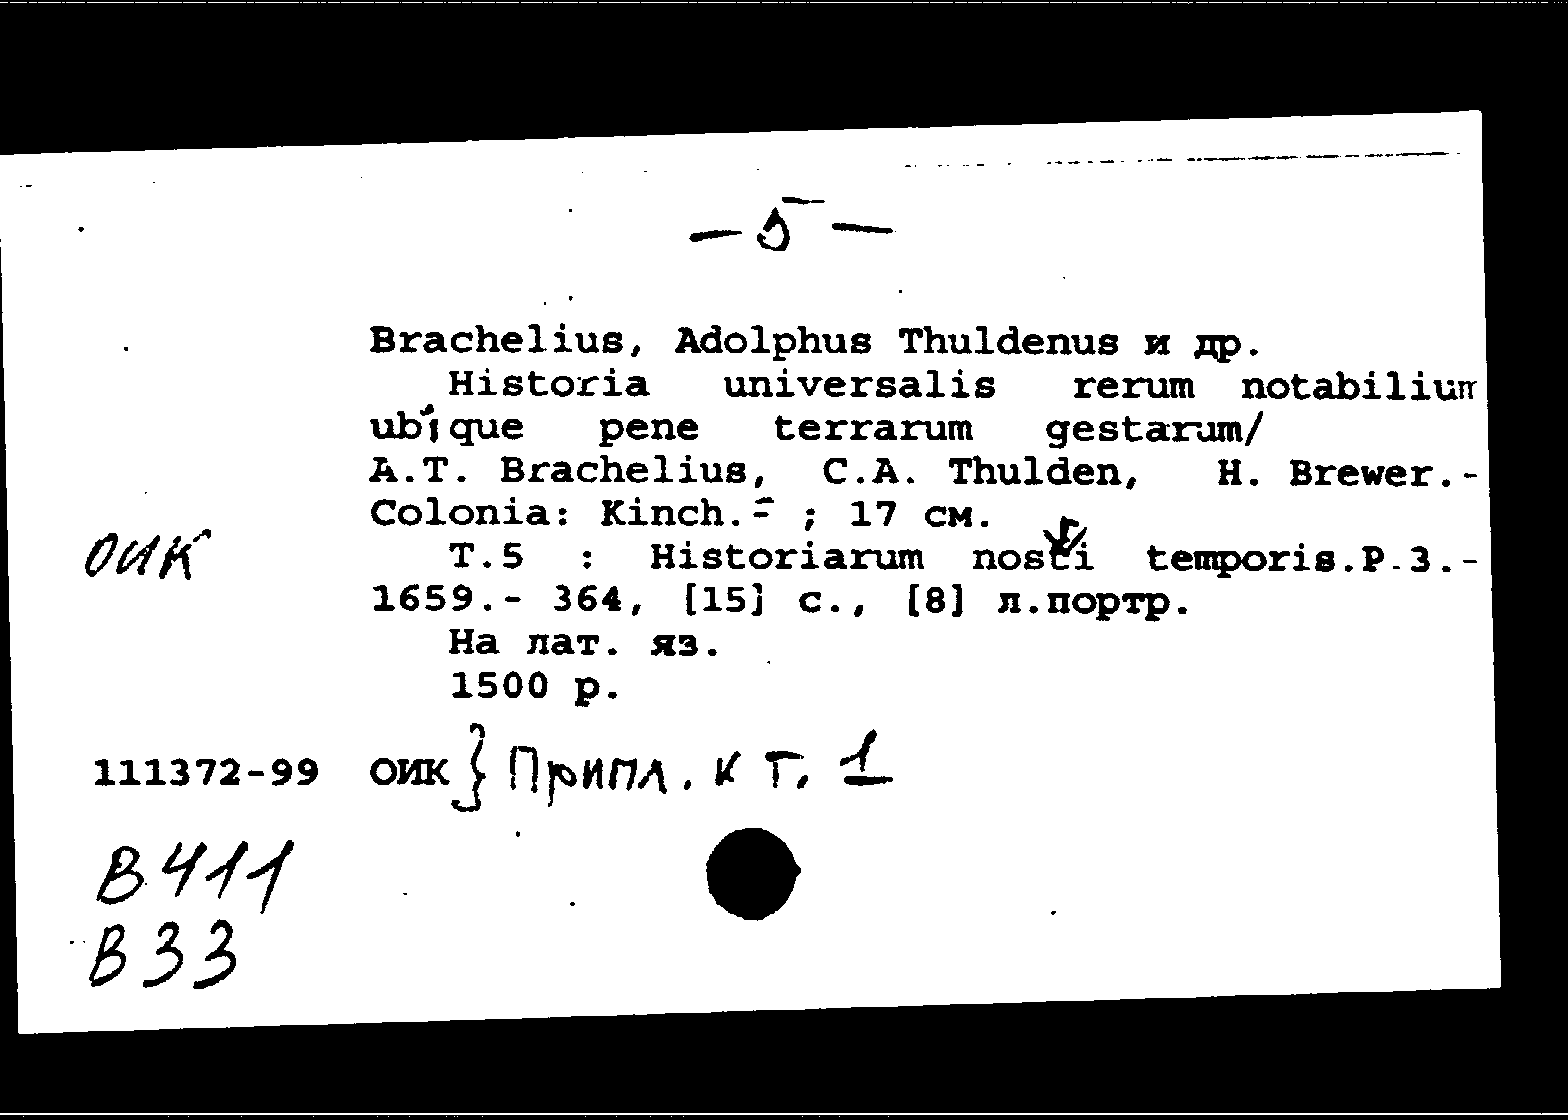 — 5 —
Brachelius, Adolphus Thuldenus и др.
Historia universalis rerum notabilium
ubique pene terrarum gestarum/
A.T. Brachelius, C.A. Thulden, H. Brewer.-
Colonia: Kinch.- ; 17 см.
ОИК
Т.5 : Historiarum nostri temporis.P.3.-
1659.- 364, [15] с., [8] л.портр.
На лат. яз.
1500 р.
111372-99 ОИК } Припл. к т. 1
В411
В33